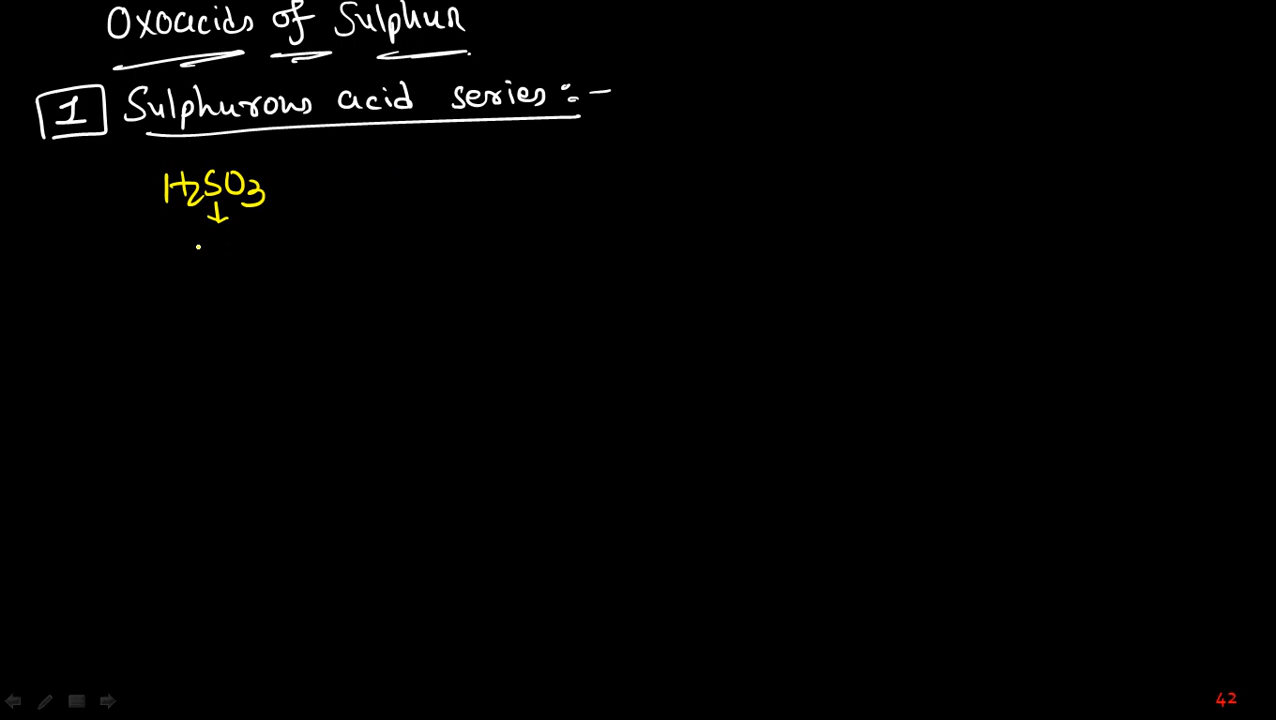 Oxoacids of Sulphur
1 Sulphurous acid series :-
H2SO3
↓
42